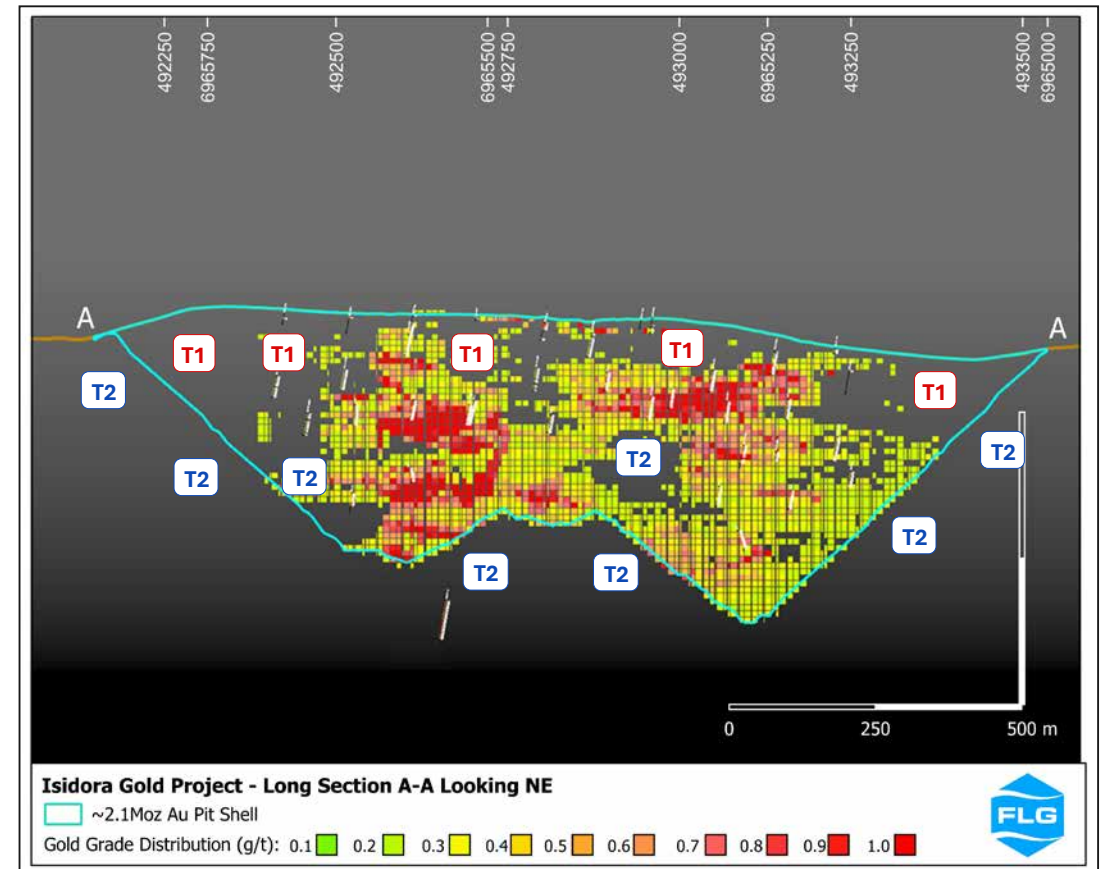 492250
6965750
492500
6965500
492750
493000
6965250
493250
493500
6965000
A
A
T1
T1
T1
T1
T2
T1
T2
T2
T2
T2
T2
T2
T2
0
250
500 m
Isidora Gold Project - Long Section A-A Looking NE
~2.1Moz Au Pit Shell
FLG
Gold Grade Distribution (g/t): 0.1 0.2 0.3 0.4 0.5 0.6 0.7 0.8 0.9 1.0